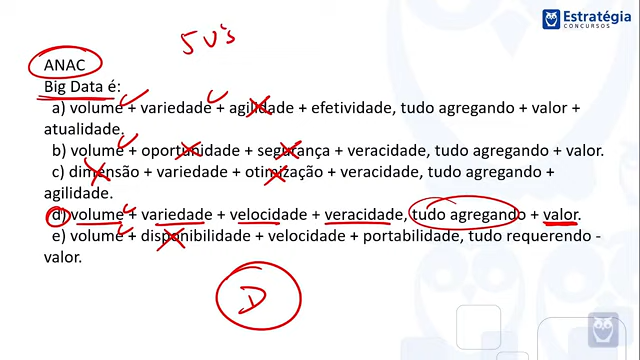 5 V's
Estratégia
CONCURSOS
ANAC
Big Data é:
a) volume + variedade + agilidade + efetividade, tudo agregando + valor +
atualidade.
b) volume + oportunidade + segurança + veracidade, tudo agregando + valor.
c) dimensão + variedade + otimização + veracidade, tudo agregando +
agilidade.
d) volume + variedade + velocidade + veracidade, tudo agregando + valor.
e) volume + disponibilidade + velocidade + portabilidade, tudo requerendo -
valor.
D